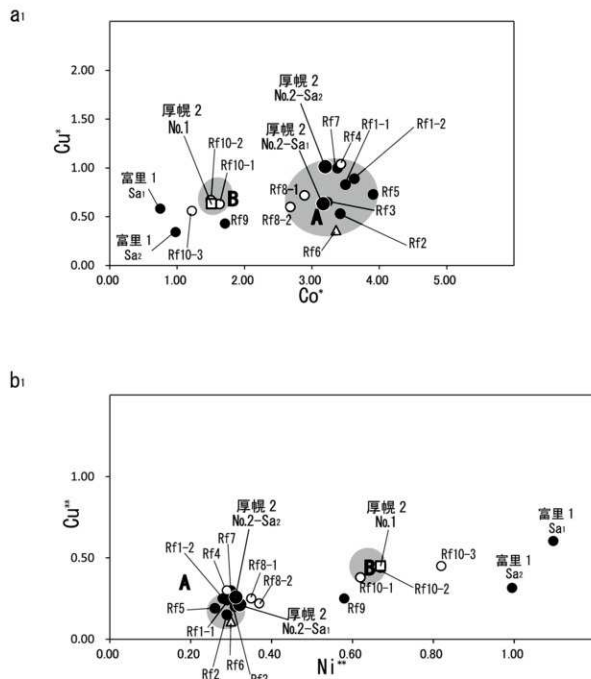 a1
2.00
1.50
1.00
0.50
0.00
Cu*
厚幌 2
No.2-Sa2
厚幌 2
No.2-Sa1
Rf7
Rf4
Rf1-1
Rf1-2
厚幌 2
No.1
Rf10-2
Rf10-1
B
富里 1
Sa1
富里 1
Sa2
Rf10-3
Rf9
Rf8-1
Rf8-2
A
Rf5
Rf3
Rf2
Rf6
0.00 1.00 2.00 3.00 4.00 5.00
Co*
b1
1.00
0.50
0.00
Cu**
厚幌 2
No.2-Sa2
Rf7
Rf4
Rf1-2
A
Rf8-1
Rf8-2
Rf5
Rf1-1
Rf2
Rf6
Rf3
厚幌 2
No.2-Sa1
厚幌 2
No.1
B
Rf10-1
Rf10-2
Rf10-3
Rf9
富里 1
Sa1
富里 1
Sa2
0.00 0.20 0.40 0.60 0.80 1.00
Ni**